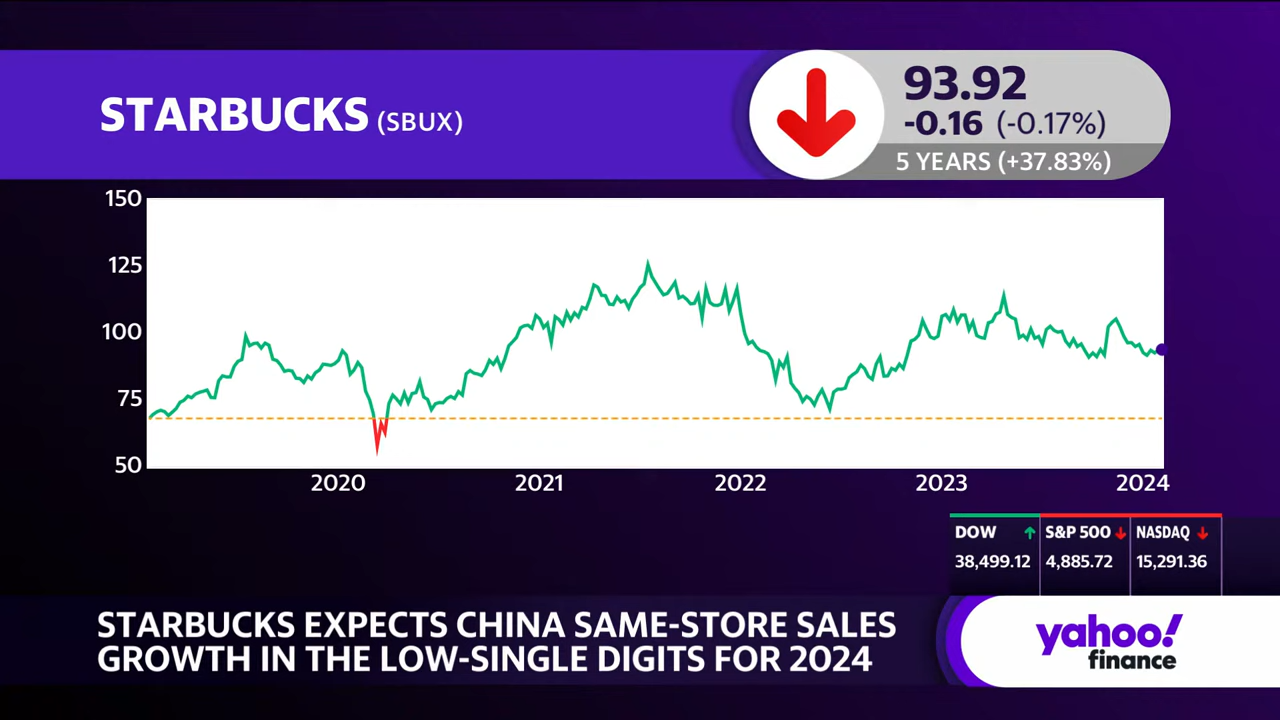 STARBUCKS (SBUX)
93.92
-0.16 (-0.17%)
5 YEARS (+37.83%)
150
125
100
75
50
2020 2021 2022 2023 2024
DOW S&P 500 NASDAQ
38,499.12 4,885.72 15,291.36
STARBUCKS EXPECTS CHINA SAME-STORE SALES
GROWTH IN THE LOW-SINGLE DIGITS FOR 2024
yahoo!
finance